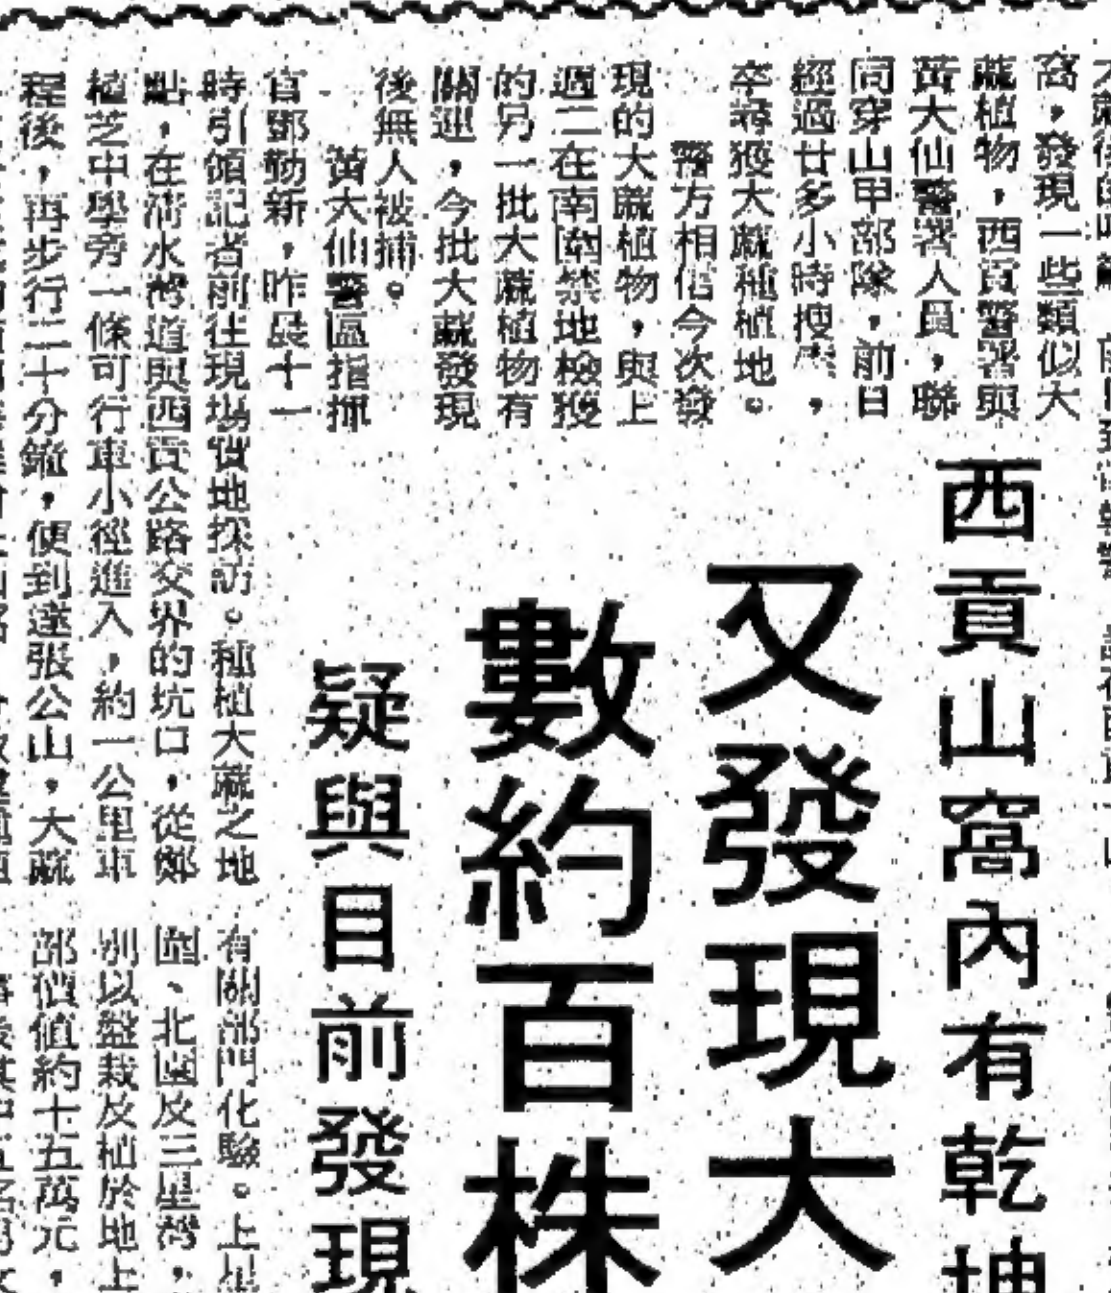 窩，發現一些類似大
蔴植物，西貢警署與
黃大仙警署人員，聯
同穿山甲部隊，前日
經過廿多小時搜
卒尋獲大蔴種植地。
警方相信今次發
現的大蔴植物，與上
週二在南圍禁地檢獲
的另一批大蔴植物有
關連，今批大蔴發現
後無人被捕。
黃大仙警區指揮
官鄧勤新，昨晨十一
時引領記者前往現場實地採訪。種植大蔴之地
點，在清水灣道與西貢公路交界的坑口，從鄭
植芝中學旁一條可行車小徑進入，約一公里車
程後，再步行二十分鐘，便到達張公山，大蔴
西貢山窩內有乾坤
又發現大
數約百株
疑與目前發現
有關部門化驗。上星
圍、北圍及三星灣，
別以盤栽及植於地上
部價值約十五萬元，